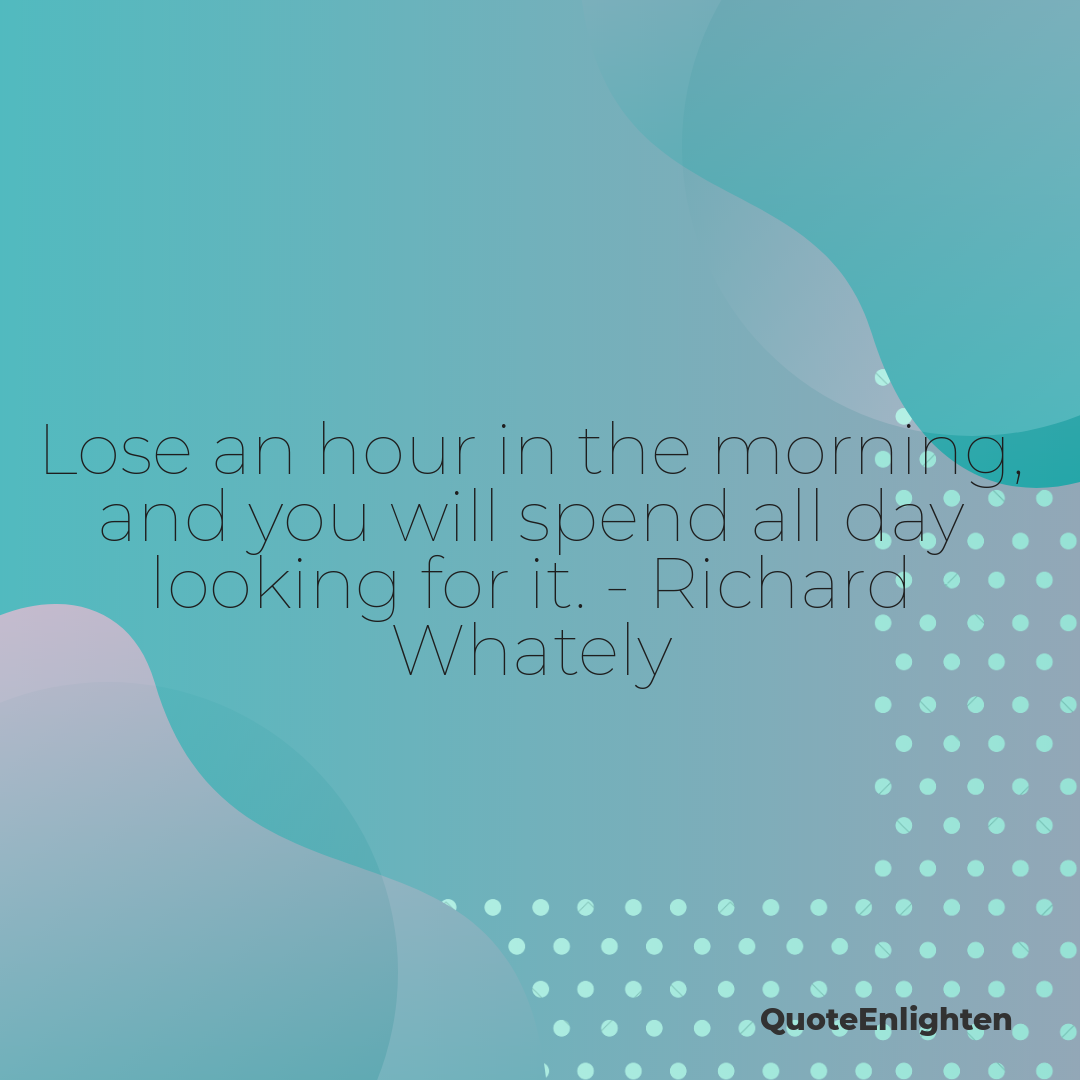 Lose an hour in the morning,
and you will spend all day
looking for it. - Richard
Whately
QuoteEnlighten